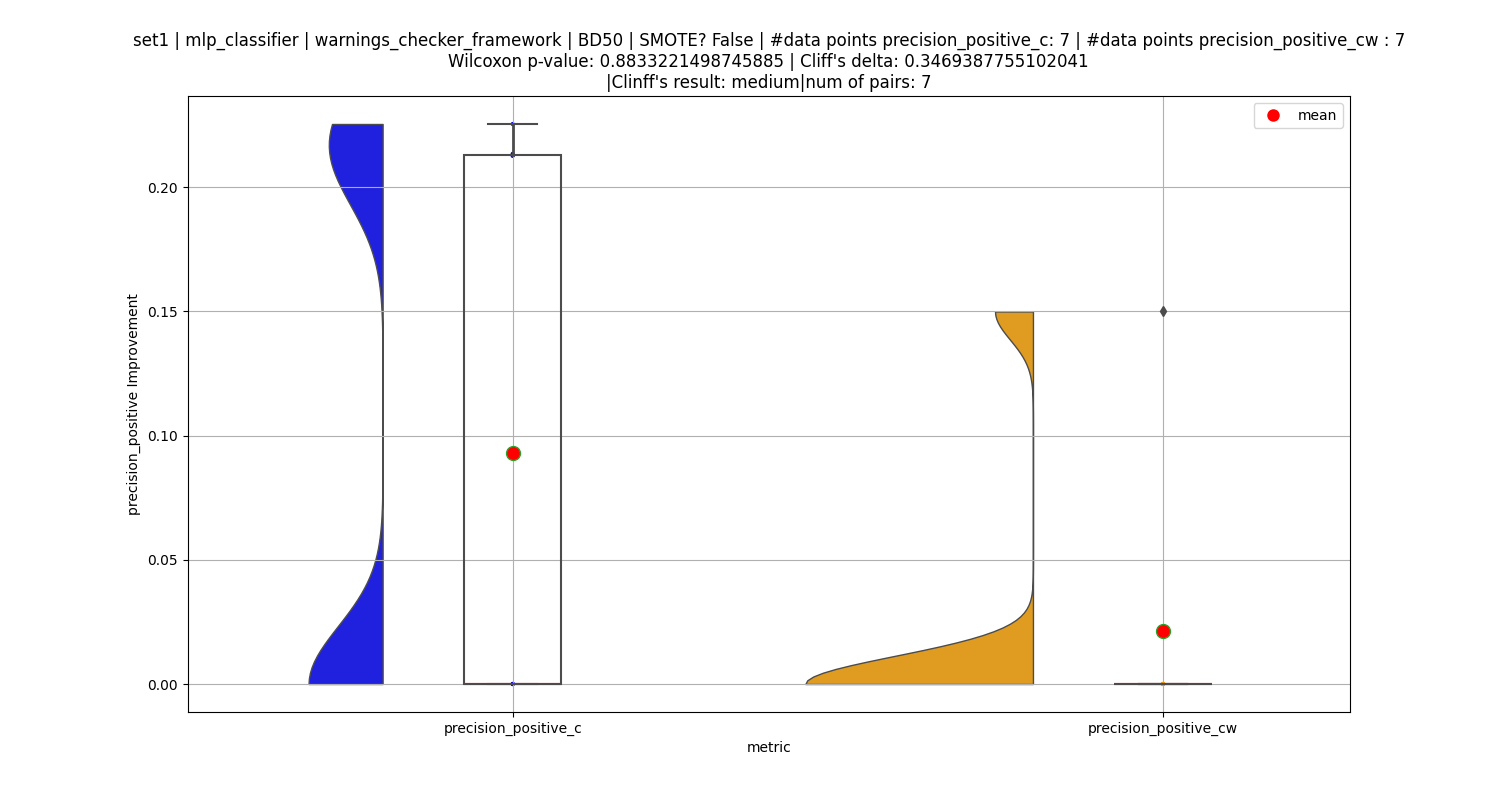 set1 | mlp_classifier | warnings_checker_framework | BD50 | SMOTE? False | #data points precision_positive_c: 7 | #data points precision_positive_cw : 7
Wilcoxon p-value: 0.8833221498745885 | Cliff's delta: 0.3469387755102041
|Clinff's result: medium|num of pairs: 7
mean
precision_positive Improvement
0.20
0.15
0.10
0.05
0.00
precision_positive_c
precision_positive_cw
metric